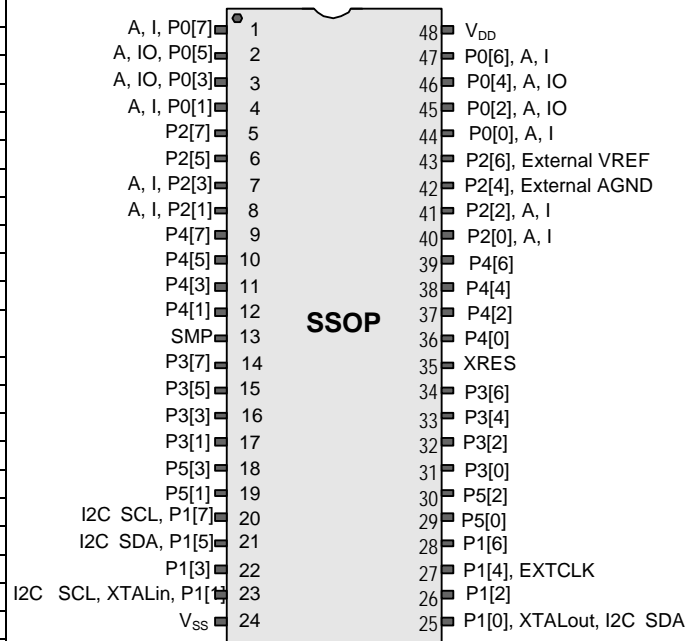 A, I, P0[7] 1 48 VDD
A, IO, P0[5] 2 47 P0[6], A, I
A, IO, P0[3] 3 46 P0[4], A, IO
A, I, P0[1] 4 45 P0[2], A, IO
P2[7] 5 44 P0[0], A, I
P2[5] 6 43 P2[6], External VREF
A, I, P2[3] 7 42 P2[4], External AGND
A, I, P2[1] 8 41 P2[2], A, I
P4[7] 9 40 P2[0], A, I
P4[5] 10 39 P4[6]
P4[3] 11 38 P4[4]
P4[1] 12 37 P4[2]
SSOP
SMP 13 36 P4[0]
P3[7] 14 35 XRES
P3[5] 15 34 P3[6]
P3[3] 16 33 P3[4]
P3[1] 17 32 P3[2]
P5[3] 18 31 P3[0]
P5[1] 19 30 P5[2]
I2C SCL, P1[7] 20 29 P5[0]
I2C SDA, P1[5] 21 28 P1[6]
P1[3] 22 27 P1[4], EXTCLK
I2C SCL, XTALin, P1[1] 23 26 P1[2]
VSS 24 25 P1[0], XTALout, I2C SDA